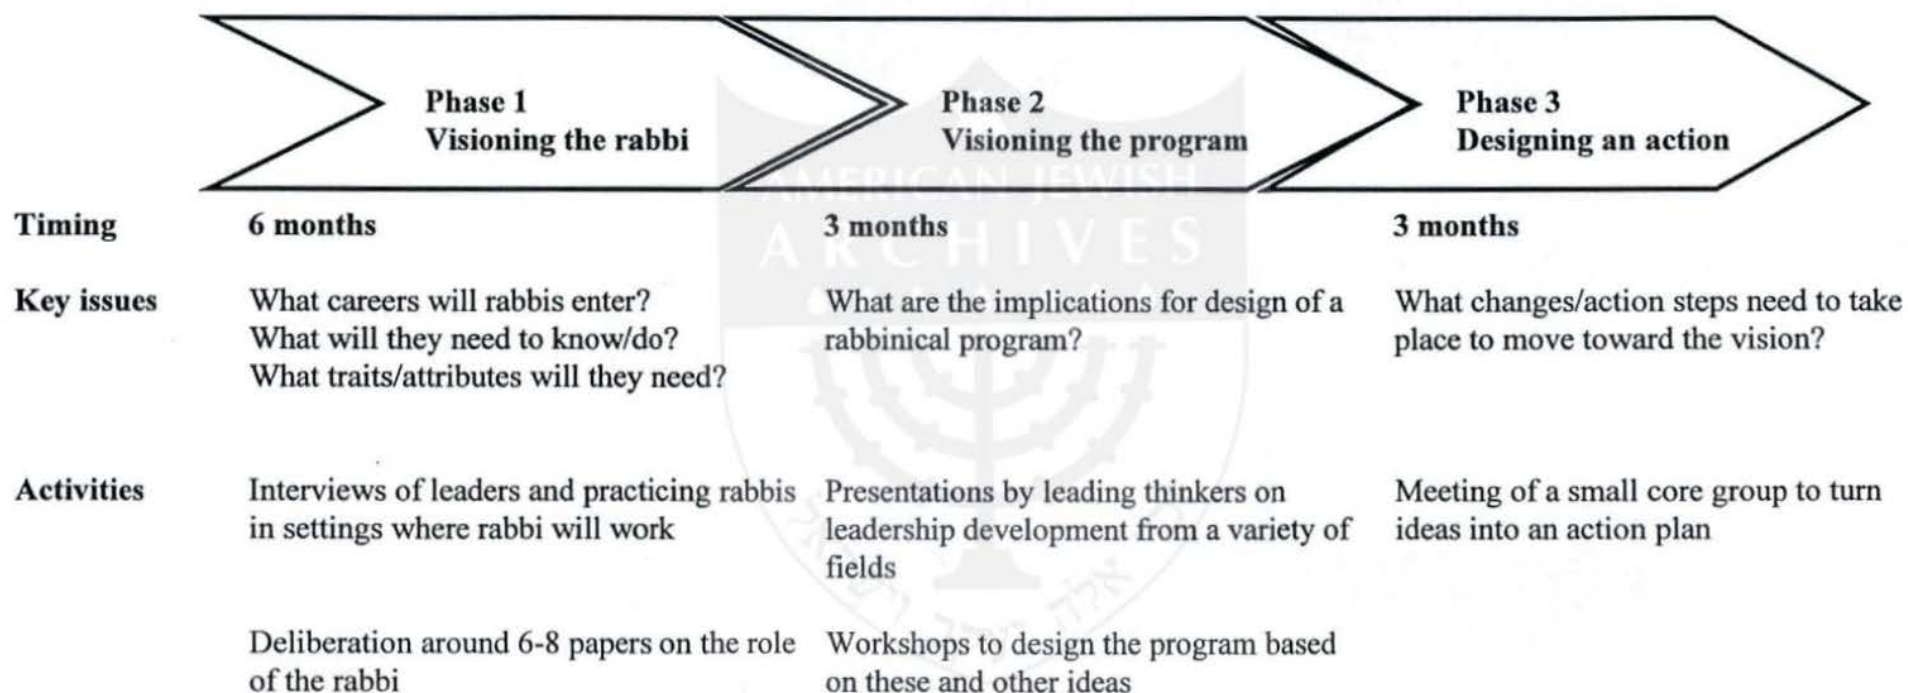 Phase 1
Visioning the rabbi
Phase 2
Visioning the program
Phase 3
Designing an action
Timing
6 months
3 months
3 months
Key issues
What careers will rabbis enter?
What will they need to know/do?
What traits/attributes will they need?
What are the implications for design of a
rabbinical program?
What changes/action steps need to take
place to move toward the vision?
Activities
Interviews of leaders and practicing rabbis
in settings where rabbi will work
Presentations by leading thinkers on
leadership development from a variety of
fields
Meeting of a small core group to turn
ideas into an action plan
Deliberation around 6-8 papers on the role
of the rabbi
Workshops to design the program based
on these and other ideas
AMERICAN JEWISH
ARCHIVES